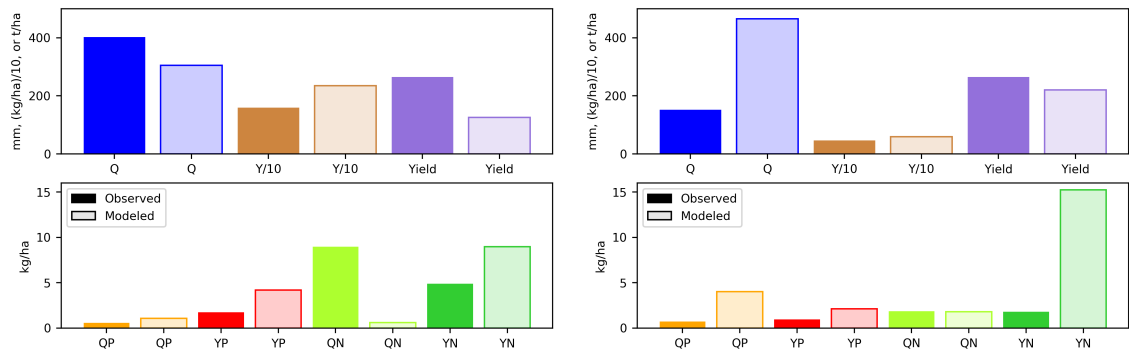 mm, (kg/ha)/10, or t/ha
400
200
0
Q Q Y/10 Y/10 Yield Yield
mm, (kg/ha)/10, or t/ha
400
200
0
Q Q Y/10 Y/10 Yield Yield
kg/ha
15
10
5
0
Observed
Modeled
QP QP YP YP QN QN YN YN
kg/ha
15
10
5
0
Observed
Modeled
QP QP YP YP QN QN YN YN